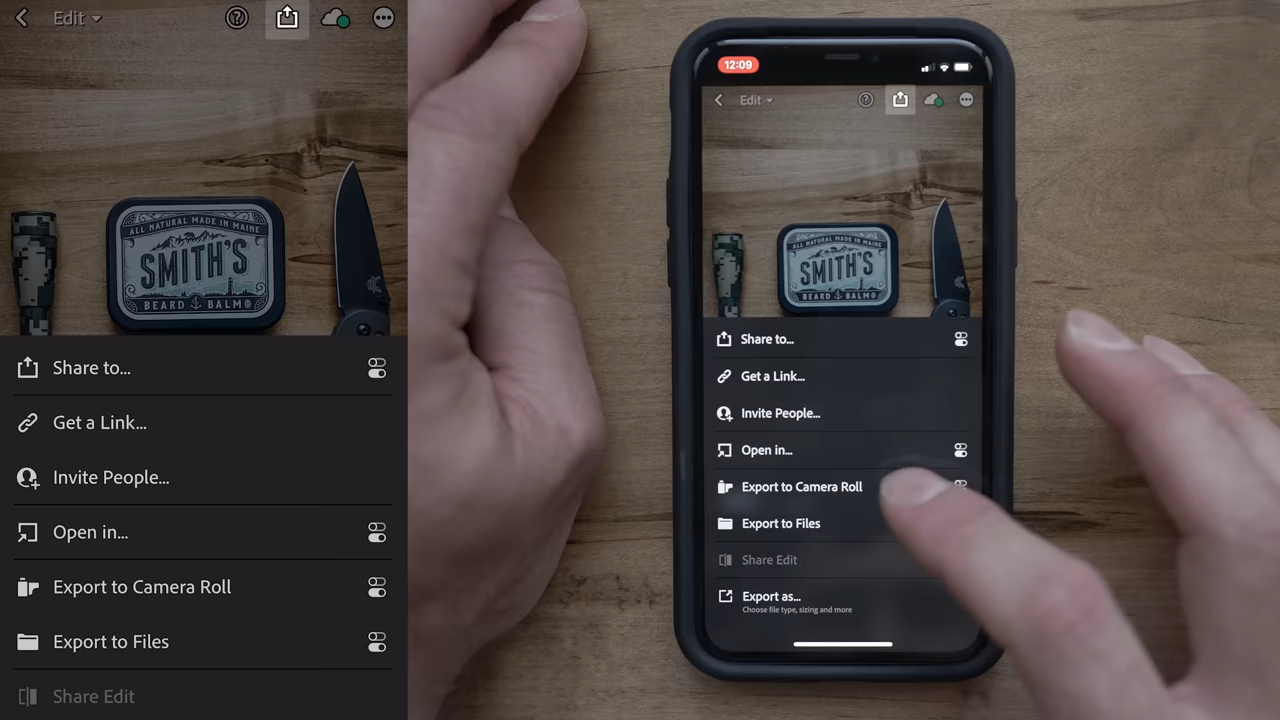 Edit
ALL NATURAL MADE IN MAINE
SMITH'S
BEARD BALM
Share to...
Get a Link...
Invite People...
Open in...
Export to Camera Roll
Export to Files
Share Edit
12:09
Edit
ALL NATURAL MADE IN MAINE
SMITH'S
BEARD BALM
Share to...
Get a Link...
Invite People...
Open in...
Export to Camera Roll
Export to Files
Share Edit
Export as...
Choose file type, sizing and more